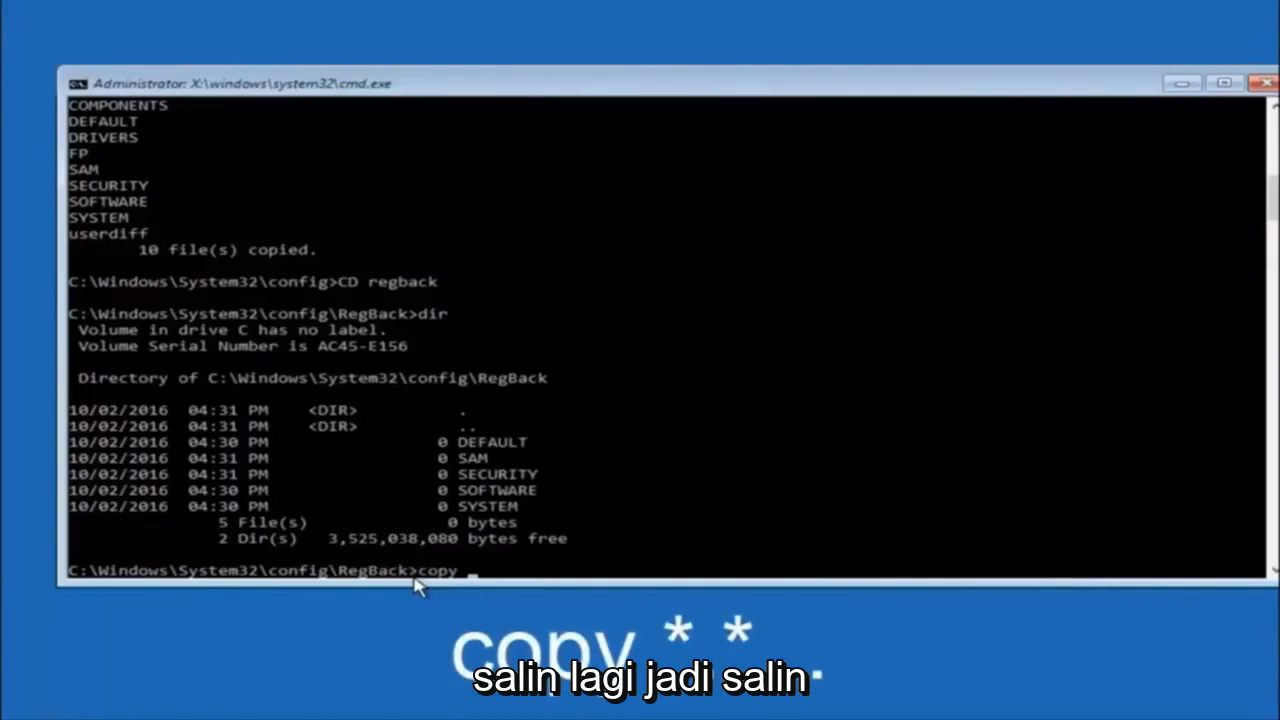 Administrator: X:\windows\system32\cmd.exe
COMPONENTS
DEFAULT
DRIVERS
FP
SAM
SECURITY
SOFTWARE
SYSTEM
userdiff
10 file(s) copied.
C:\Windows\System32\config>CD regback
C:\Windows\System32\config\RegBack>dir
Volume in drive C has no label.
Volume Serial Number is AC45-E156
Directory of C:\Windows\System32\config\RegBack
10/02/2016 04:31 PM <DIR> .
10/02/2016 04:31 PM <DIR> ..
10/02/2016 04:30 PM 0 DEFAULT
10/02/2016 04:31 PM 0 SAM
10/02/2016 04:31 PM 0 SECURITY
10/02/2016 04:30 PM 0 SOFTWARE
10/02/2016 04:30 PM 0 SYSTEM
5 File(s) 0 bytes
2 Dir(s) 3,525,038,080 bytes free
C:\Windows\System32\config\RegBack>copy _
copy * * .
salin lagi jadi salin